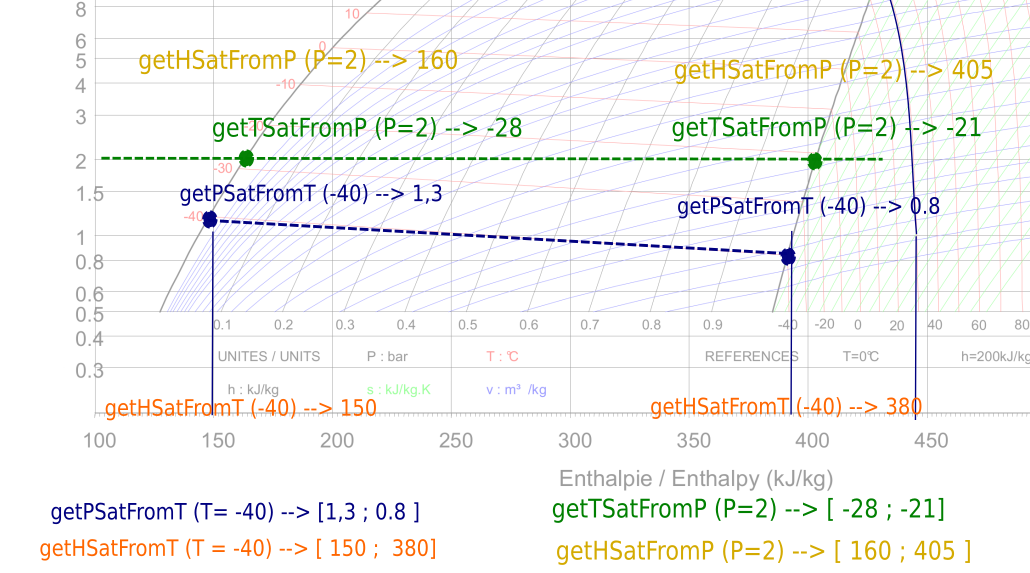 8
10
6
0
5
getHSatFromP (P=2) --> 160
getHSatFromP (P=2) --> 405
4
-10
3
getTSatFromP (P=2) --> -28
getTSatFromP (P=2) --> -21
2
-30
1.5
getPSatFromT (-40) --> 1,3
getPSatFromT (-40) --> 0.8
-40
1
0.8
0.6
0.5
0.1 0.2 0.3 0.4 0.5 0.6 0.7 0.8 0.9 -40 -20 0 20 40 60 80
0.4
UNITES / UNITS P : bar T : °C REFERENCES T=0°C h=200kJ/kg
0.3
h : kJ/kg s : kJ/kg.K v : m³ /kg
getHSatFromT (-40) --> 150
getHSatFromT (-40) --> 380
100 150 200 250 300 350 400 450
Enthalpie / Enthalpy (kJ/kg)
getPSatFromT (T= -40) --> [1,3 ; 0.8 ]
getTSatFromP (P=2) --> [ -28 ; -21]
getHSatFromT (T = -40) --> [ 150 ; 380]
getHSatFromP (P=2) --> [ 160 ; 405 ]